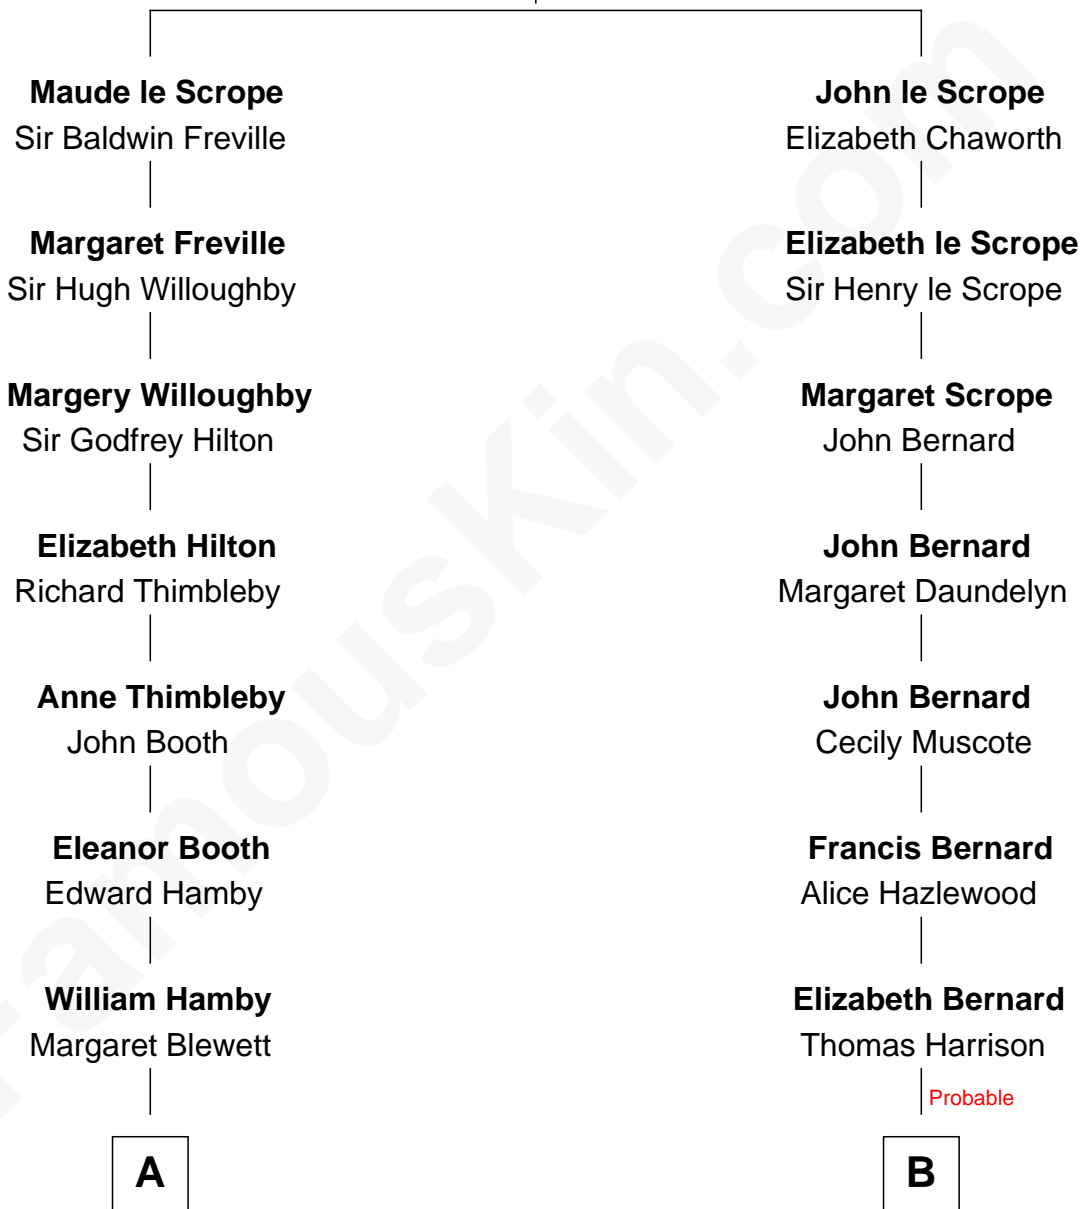 Maude le Scrope
Sir Baldwin Freville
Margaret Freville
Sir Hugh Willoughby
Margery Willoughby
Sir Godfrey Hilton
Elizabeth Hilton
Richard Thimbleby
Anne Thimbleby
John Booth
Eleanor Booth
Edward Hamby
William Hamby
Margaret Blewett
A
John le Scrope
Elizabeth Chaworth
Elizabeth le Scrope
Sir Henry le Scrope
Margaret Scrope
John Bernard
John Bernard
Margaret Daundelyn
John Bernard
Cecily Muscote
Francis Bernard
Alice Hazlewood
Elizabeth Bernard
Thomas Harrison
Probable
B
FamousKin.com